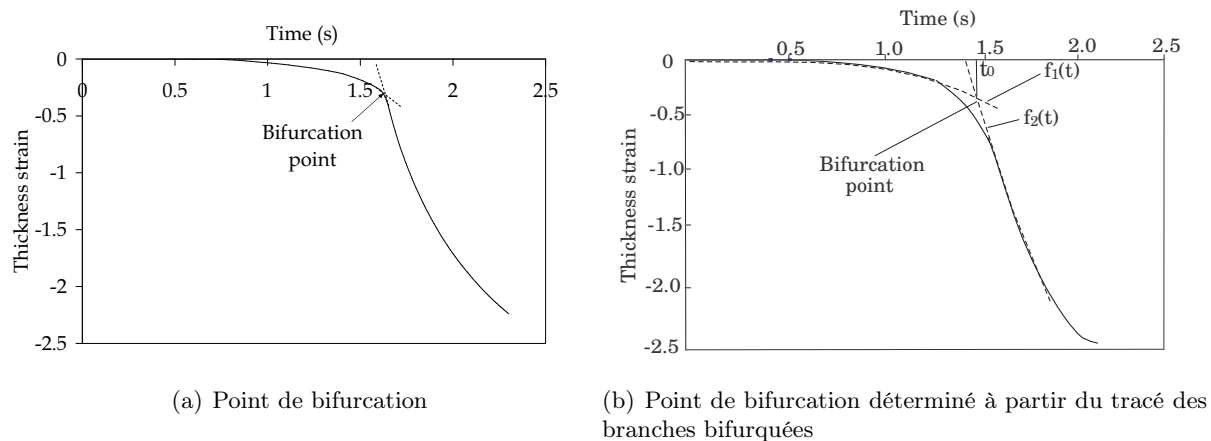 Time (s)
0
0
0.5
1
1.5
2
2.5
-0.5
-1
-1.5
-2
-2.5
Thickness strain
Bifurcation
point
(a) Point de bifurcation
Time (s)
0
0.5
1.0
1.5
2.0
2.5
-0.5
-1.0
-1.5
-2.0
-2.5
Thickness strain
t₀
f₁(t)
f₂(t)
Bifurcation
point
(b) Point de bifurcation déterminé à partir du tracé des
branches bifurquées